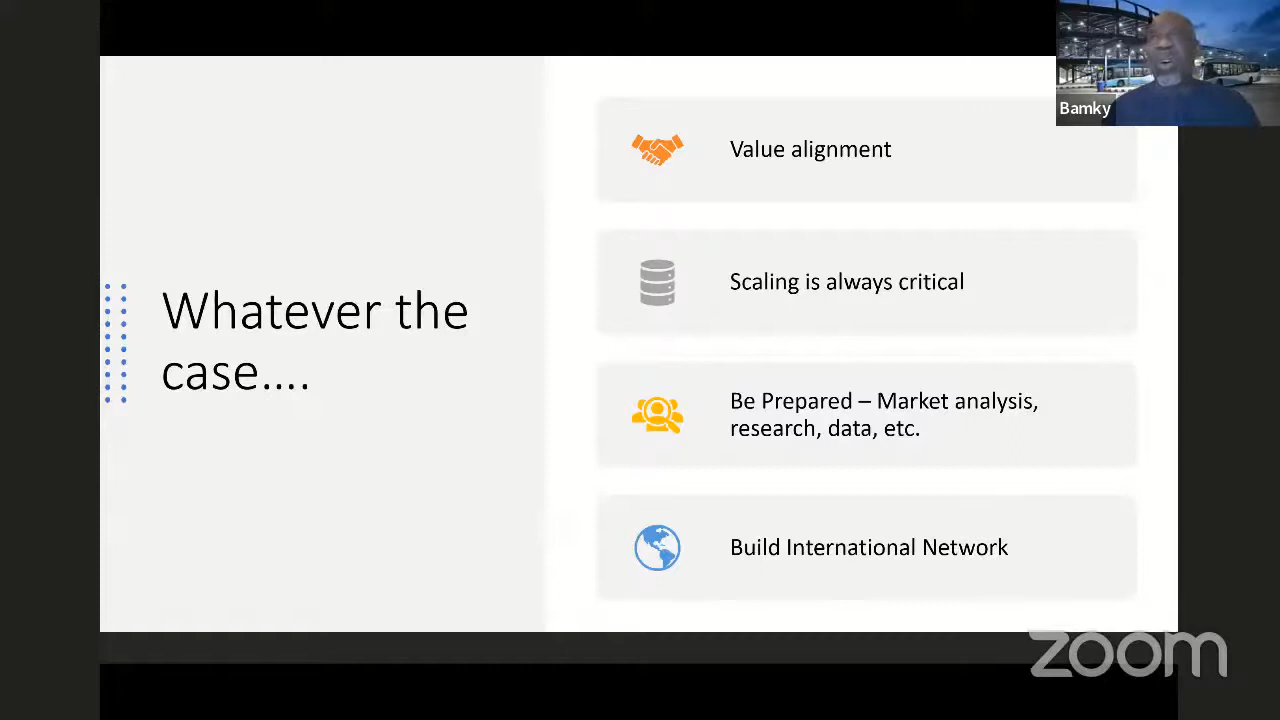 Bamky
Whatever the
case....
Value alignment
Scaling is always critical
Be Prepared – Market analysis,
research, data, etc.
Build International Network
zoom